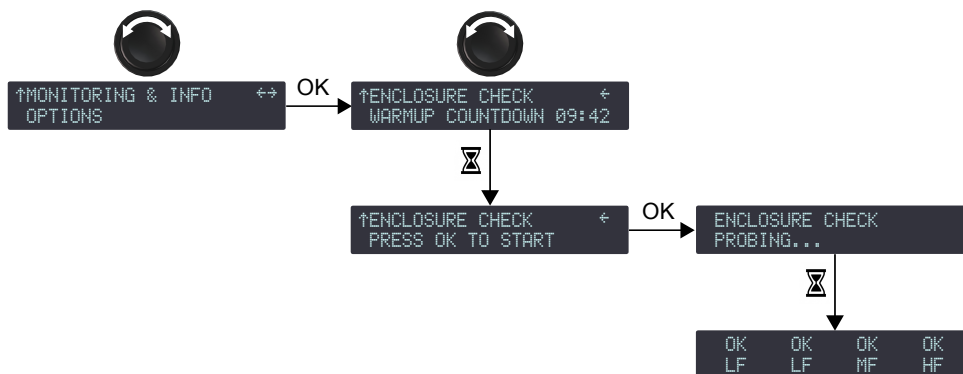 ↑MONITORING & INFO ←→
OPTIONS
OK
↑ENCLOSURE CHECK ←
WARMUP COUNTDOWN 09:42
↑ENCLOSURE CHECK ←
PRESS OK TO START
OK
ENCLOSURE CHECK
PROBING...
OK OK OK OK
LF LF MF HF